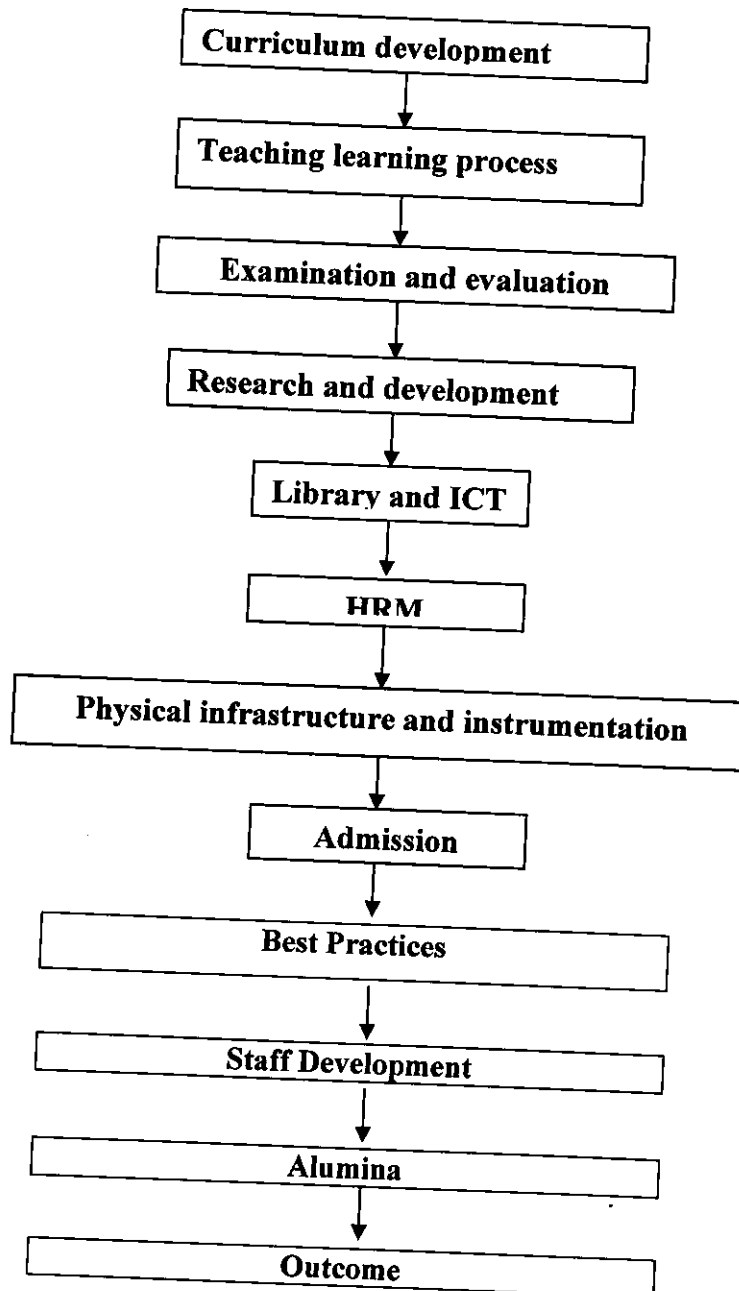 Curriculum development
Teaching learning process
Examination and evaluation
Research and development
Library and ICT
HRM
Physical infrastructure and instrumentation
Admission
Best Practices
Staff Development
Alumina
Outcome